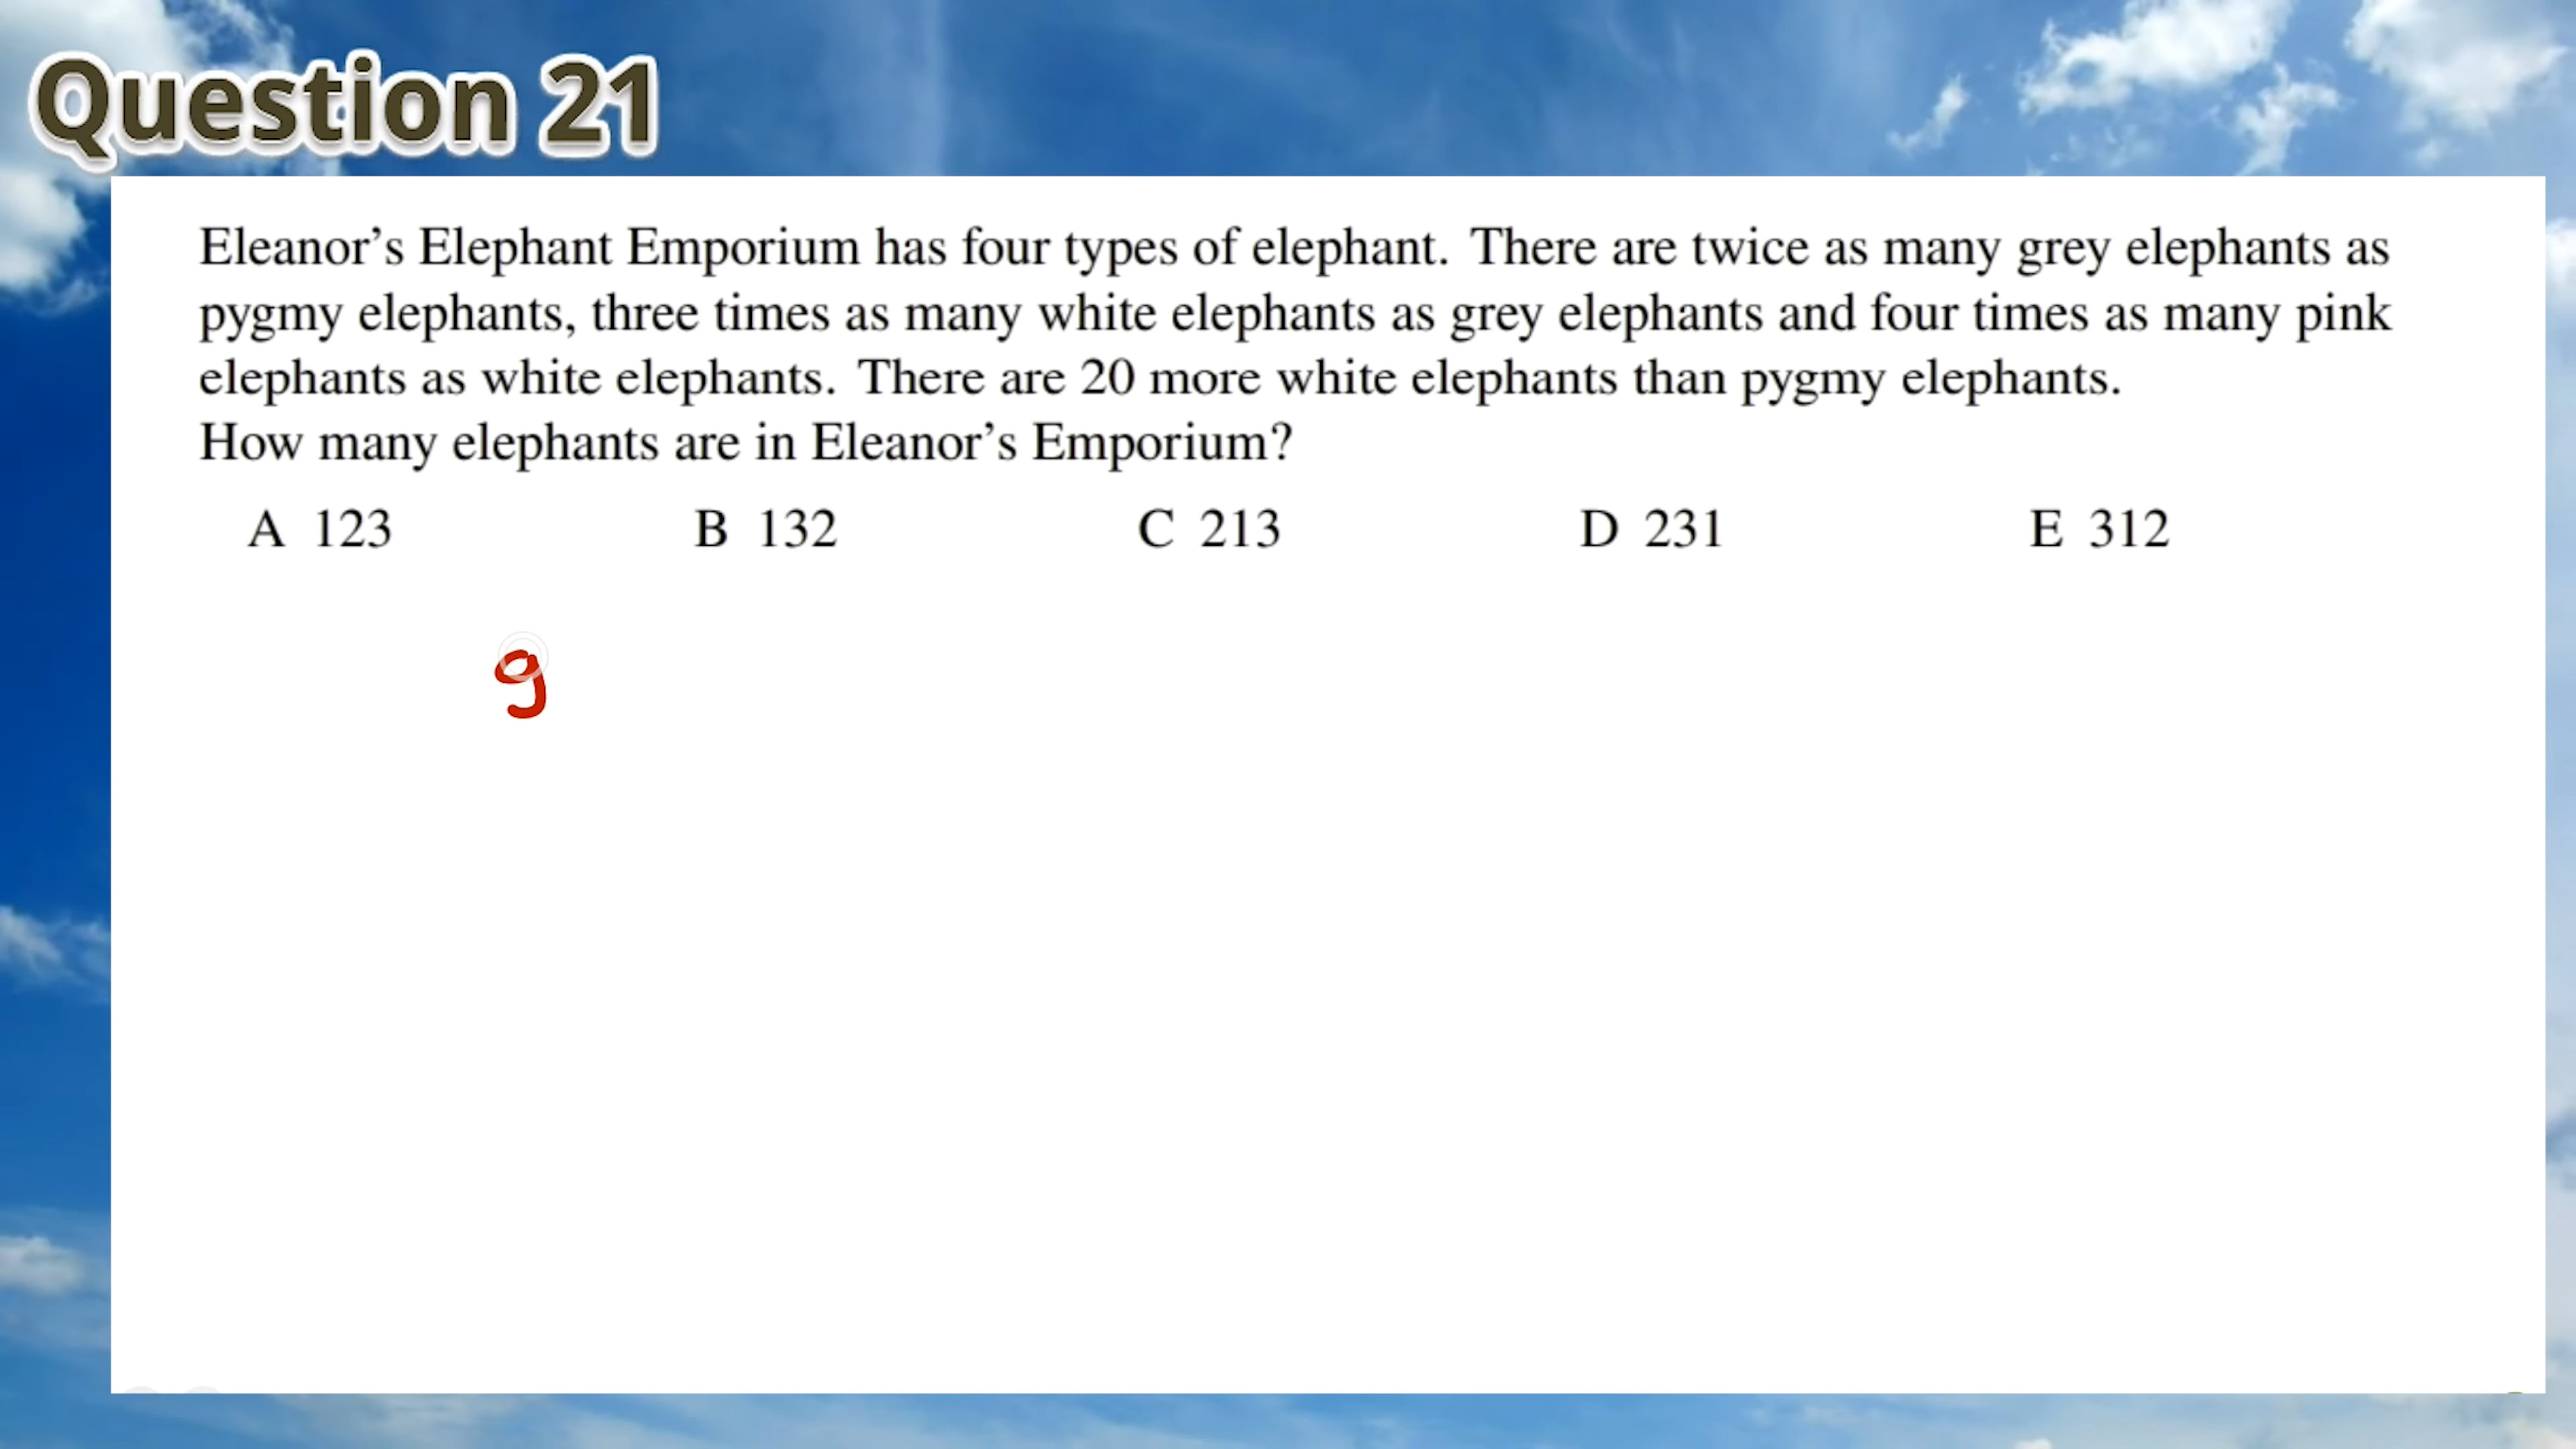 Question 21
Eleanor’s Elephant Emporium has four types of elephant. There are twice as many grey elephants as
pygmy elephants, three times as many white elephants as grey elephants and four times as many pink
elephants as white elephants. There are 20 more white elephants than pygmy elephants.
How many elephants are in Eleanor’s Emporium?
A 123 B 132 C 213 D 231 E 312
g